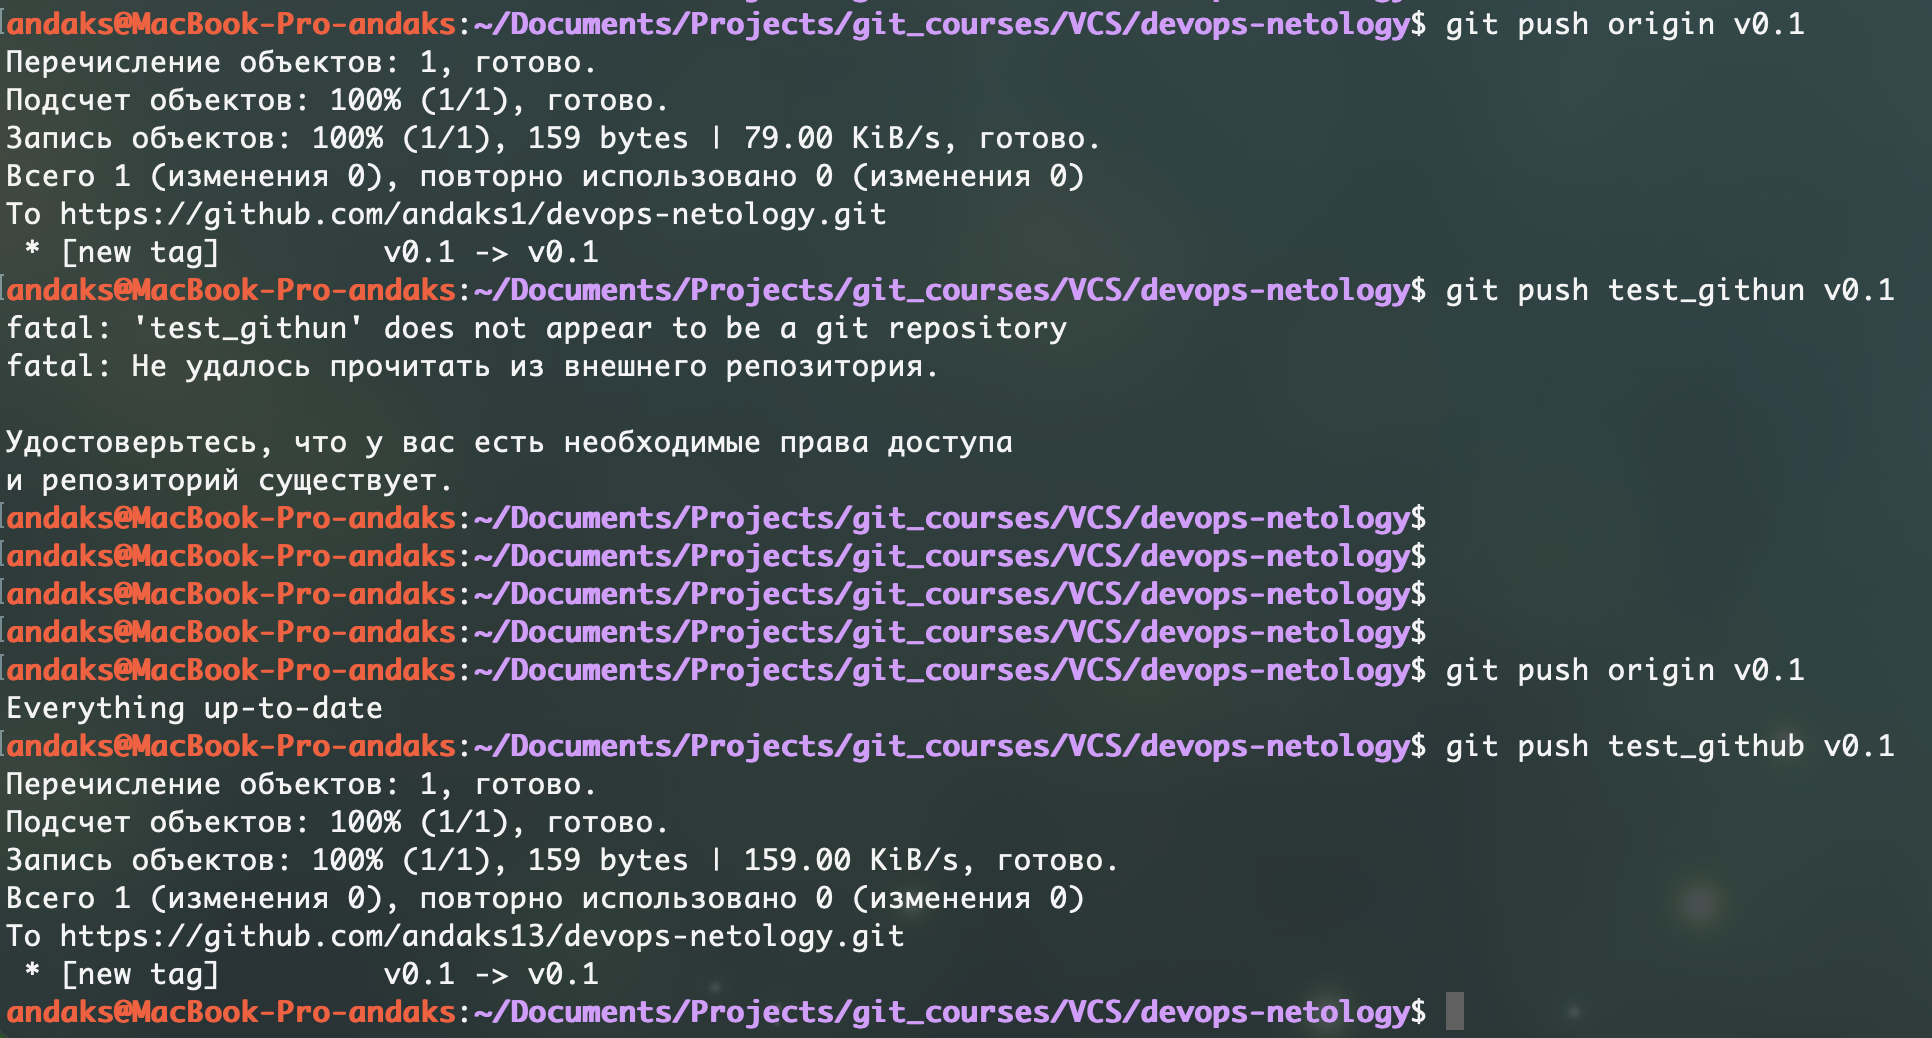 andaks@MacBook-Pro-andaks:~/Documents/Projects/git_courses/VCS/devops-netology$ git push origin v0.1
Перечисление объектов: 1, готово.
Подсчет объектов: 100% (1/1), готово.
Запись объектов: 100% (1/1), 159 bytes | 79.00 KiB/s, готово.
Всего 1 (изменения 0), повторно использовано 0 (изменения 0)
To https://github.com/andaks1/devops-netology.git
 * [new tag]         v0.1 -> v0.1
andaks@MacBook-Pro-andaks:~/Documents/Projects/git_courses/VCS/devops-netology$ git push test_githun v0.1
fatal: 'test_githun' does not appear to be a git repository
fatal: Не удалось прочитать из внешнего репозитория.

Удостоверьтесь, что у вас есть необходимые права доступа
и репозиторий существует.
andaks@MacBook-Pro-andaks:~/Documents/Projects/git_courses/VCS/devops-netology$
andaks@MacBook-Pro-andaks:~/Documents/Projects/git_courses/VCS/devops-netology$
andaks@MacBook-Pro-andaks:~/Documents/Projects/git_courses/VCS/devops-netology$
andaks@MacBook-Pro-andaks:~/Documents/Projects/git_courses/VCS/devops-netology$
andaks@MacBook-Pro-andaks:~/Documents/Projects/git_courses/VCS/devops-netology$ git push origin v0.1
Everything up-to-date
andaks@MacBook-Pro-andaks:~/Documents/Projects/git_courses/VCS/devops-netology$ git push test_github v0.1
Перечисление объектов: 1, готово.
Подсчет объектов: 100% (1/1), готово.
Запись объектов: 100% (1/1), 159 bytes | 159.00 KiB/s, готово.
Всего 1 (изменения 0), повторно использовано 0 (изменения 0)
To https://github.com/andaks13/devops-netology.git
 * [new tag]         v0.1 -> v0.1
andaks@MacBook-Pro-andaks:~/Documents/Projects/git_courses/VCS/devops-netology$